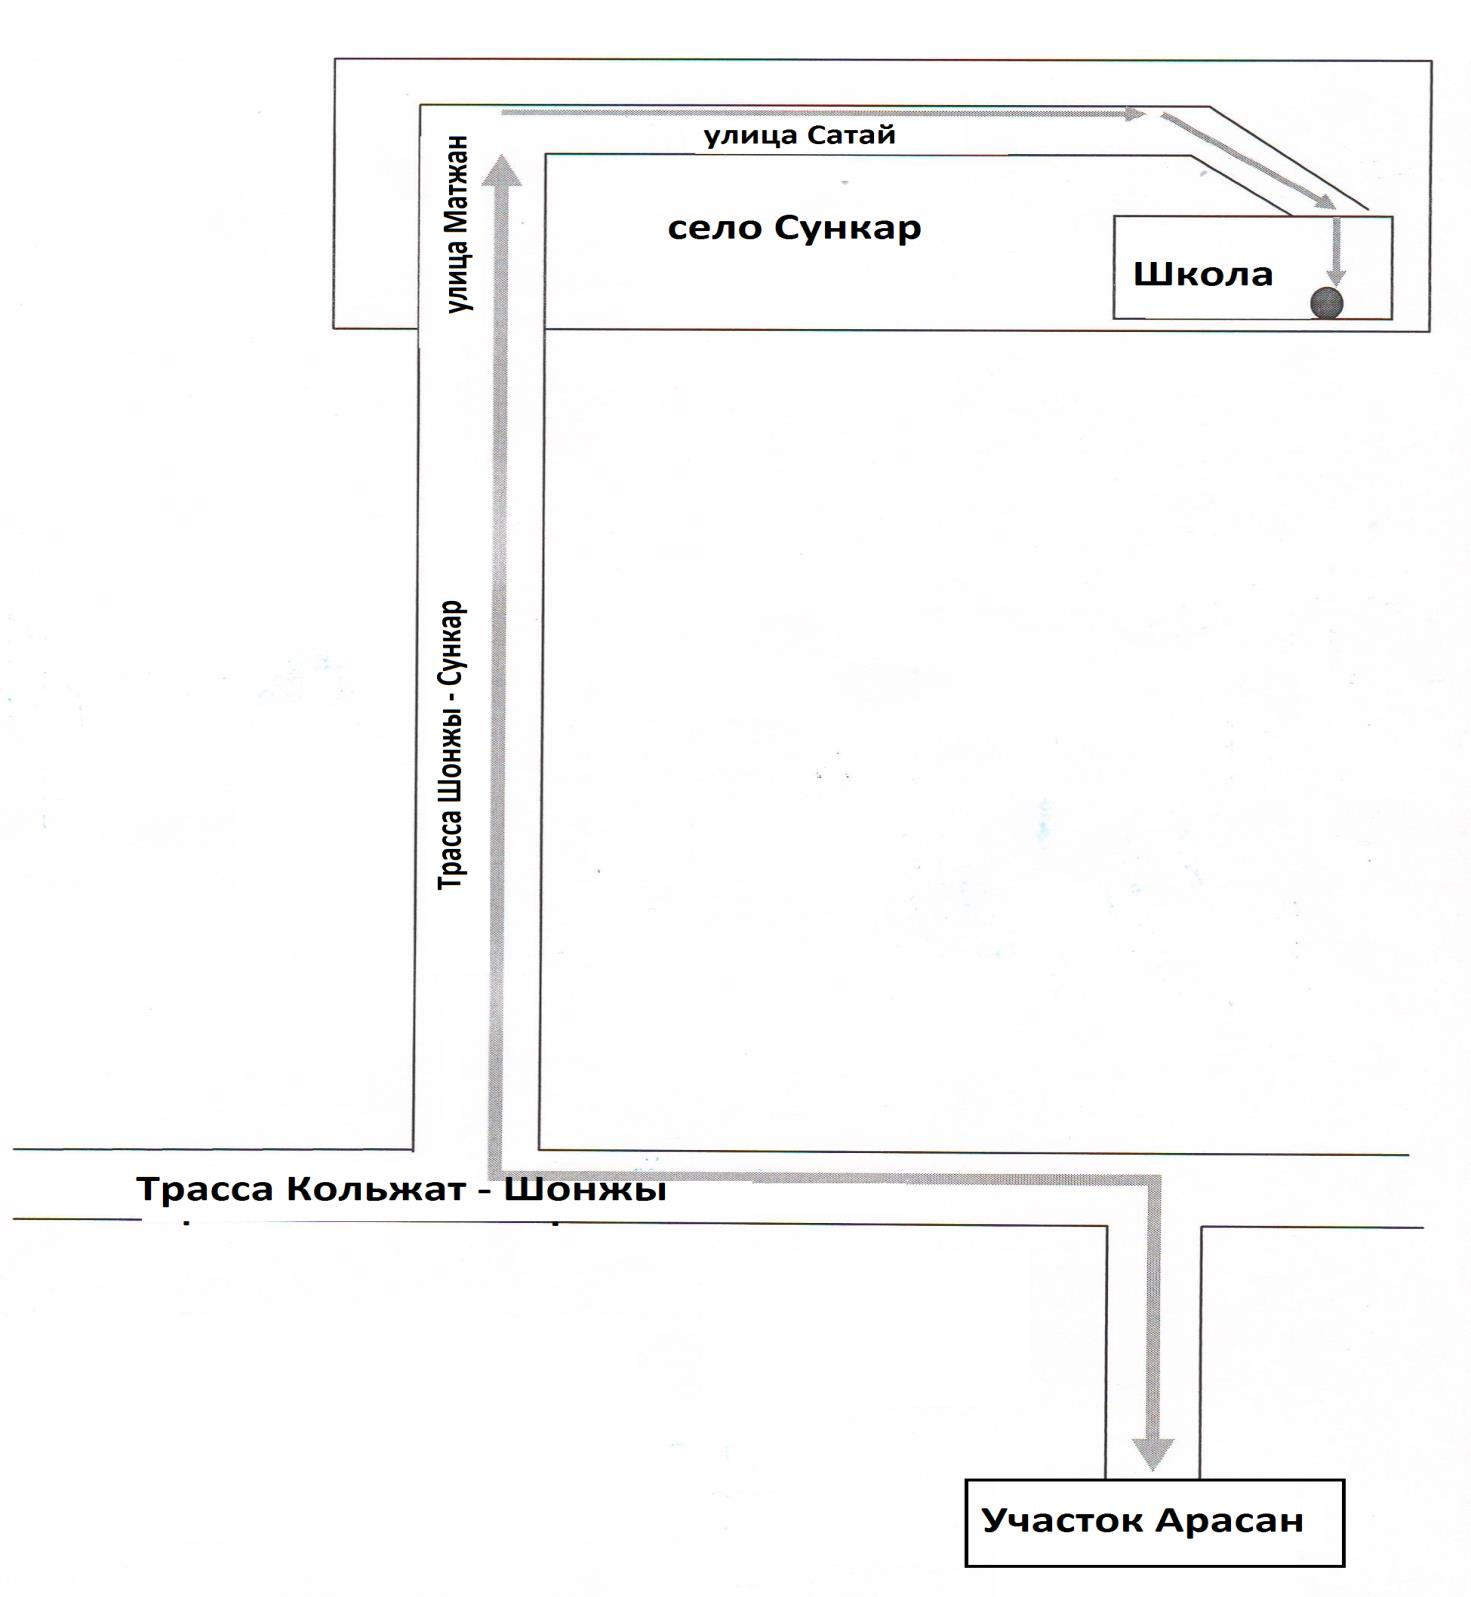 улица Сатай
улица Матжан
село Сункар
Школа
Трасса Шонжы - Сункар
Трасса Кольжат - Шонжы
Участок Арасан